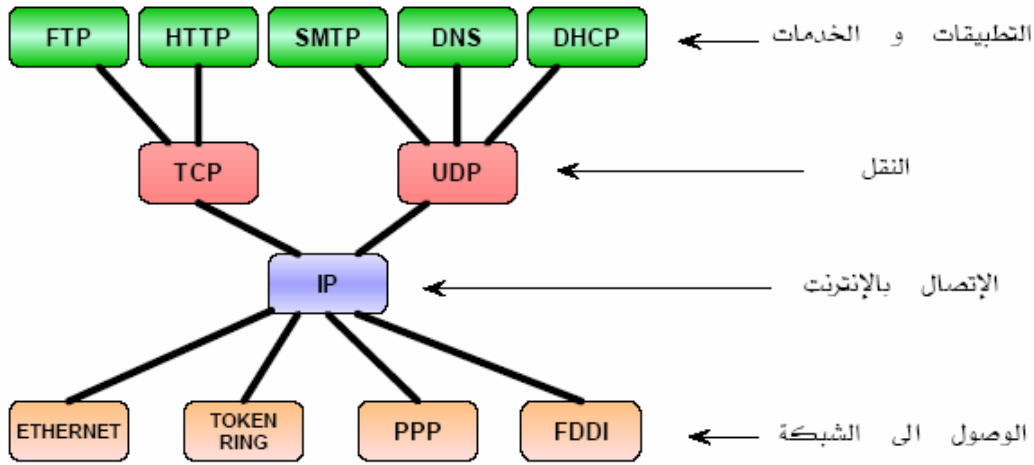 FTP HTTP SMTP DNS DHCP التطبيقات و الخدمات
TCP UDP النقل
IP الإتصال بالإنترنت
ETHERNET TOKEN RING PPP FDDI الوصول الى الشبكة